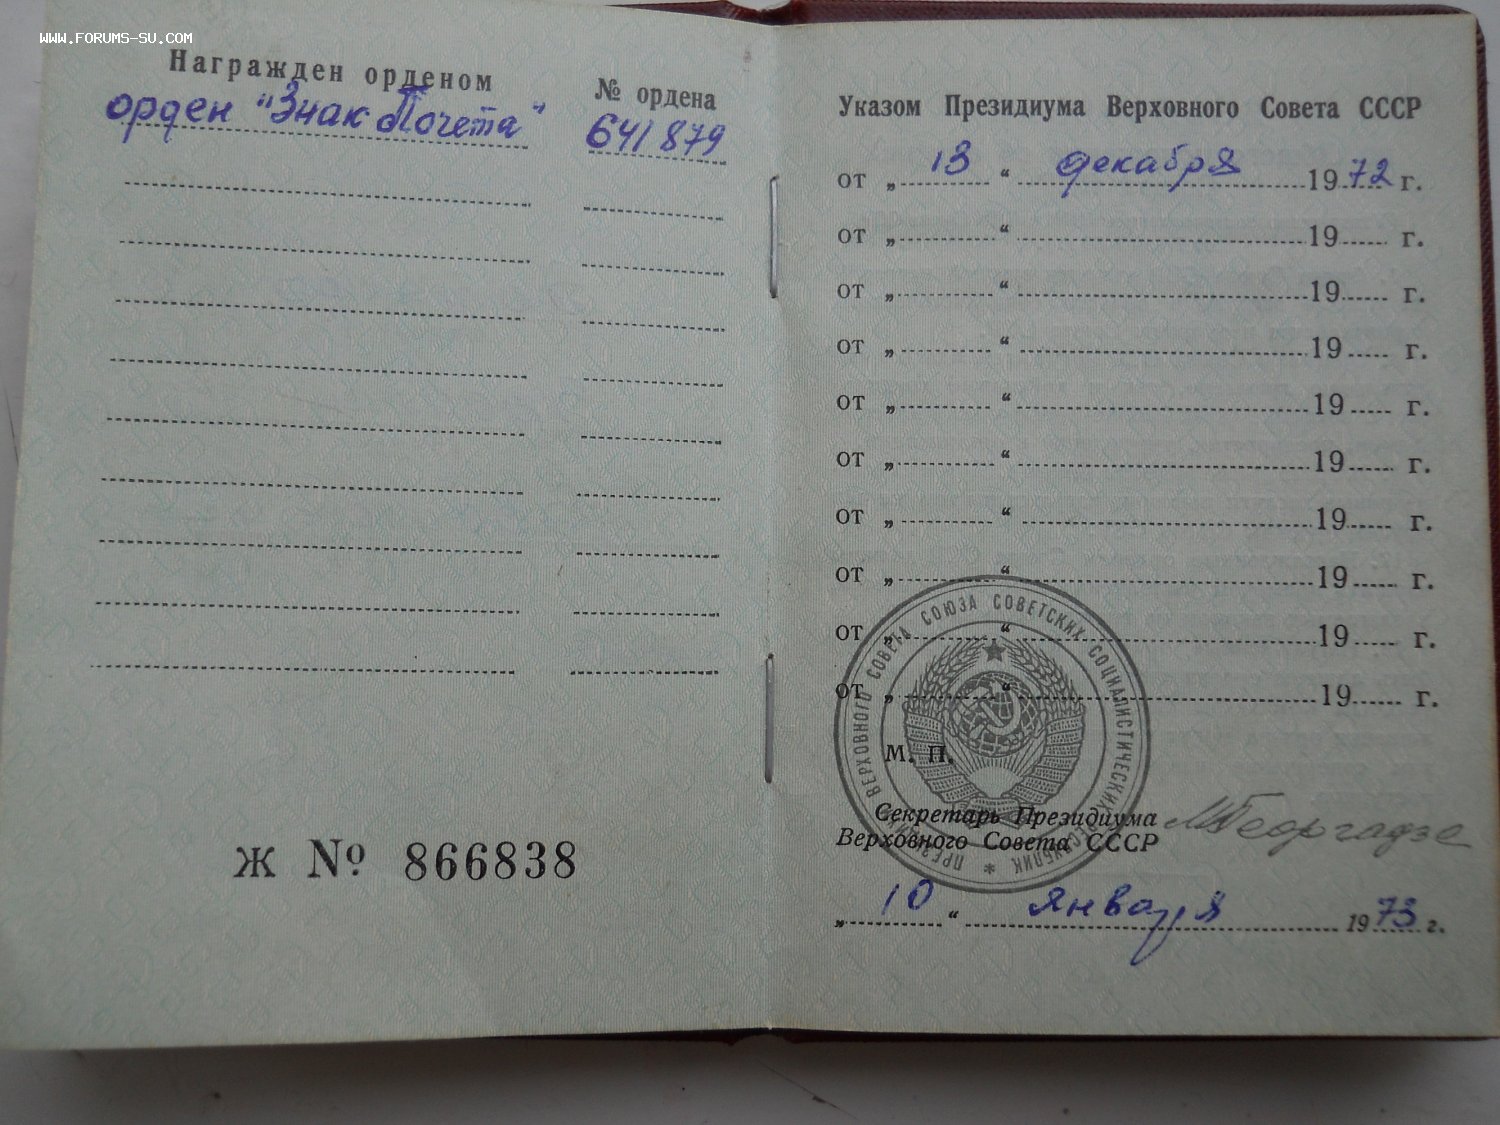 WWW.FORUMS-SU.COM
Награжден орденом
№ ордена
орден "Знак Почета"
641879
Ж № 866838
Указом Президиума Верховного Совета СССР
от „ 13 “ декабря 1972 г.
от „ “ 19 г.
от „ “ 19 г.
от „ “ 19 г.
от „ “ 19 г.
от „ “ 19 г.
от „ “ 19 г.
от „ “ 19 г.
от „ “ 19 г.
от „ “ 19 г.
ПРЕЗИДИУМ ВЕРХОВНОГО СОВЕТА СОЮЗА СОВЕТСКИХ СОЦИАЛИСТИЧЕСКИХ РЕСПУБЛИК *
М. П.
Секретарь Президиума
Верховного Совета СССР
МГеоргадзе
„ 10 “ января 1973 г.